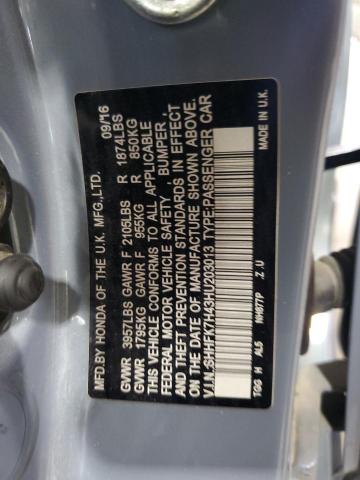 MFD.BY HONDA OF THE U.K. MFG.,LTD. 09/16
GVWR 3957LBS GAWR F 2105LBS R 1874LBS
GVWR 1795KG GAWR F 955KG R 850KG
THIS VEHICLE CONFORMS TO ALL APPLICABLE
FEDERAL MOTOR VEHICLE SAFETY , BUMPER ,
AND THEFT PREVENTION STANDARDS IN EFFECT
ON THE DATE OF MANUFACTURE SHOWN ABOVE.
V.I.N.:SHHFK7H43HU203013 TYPE:PASSENGER CAR
MADE IN U.K.
TGG H AL5 NH877P Z U